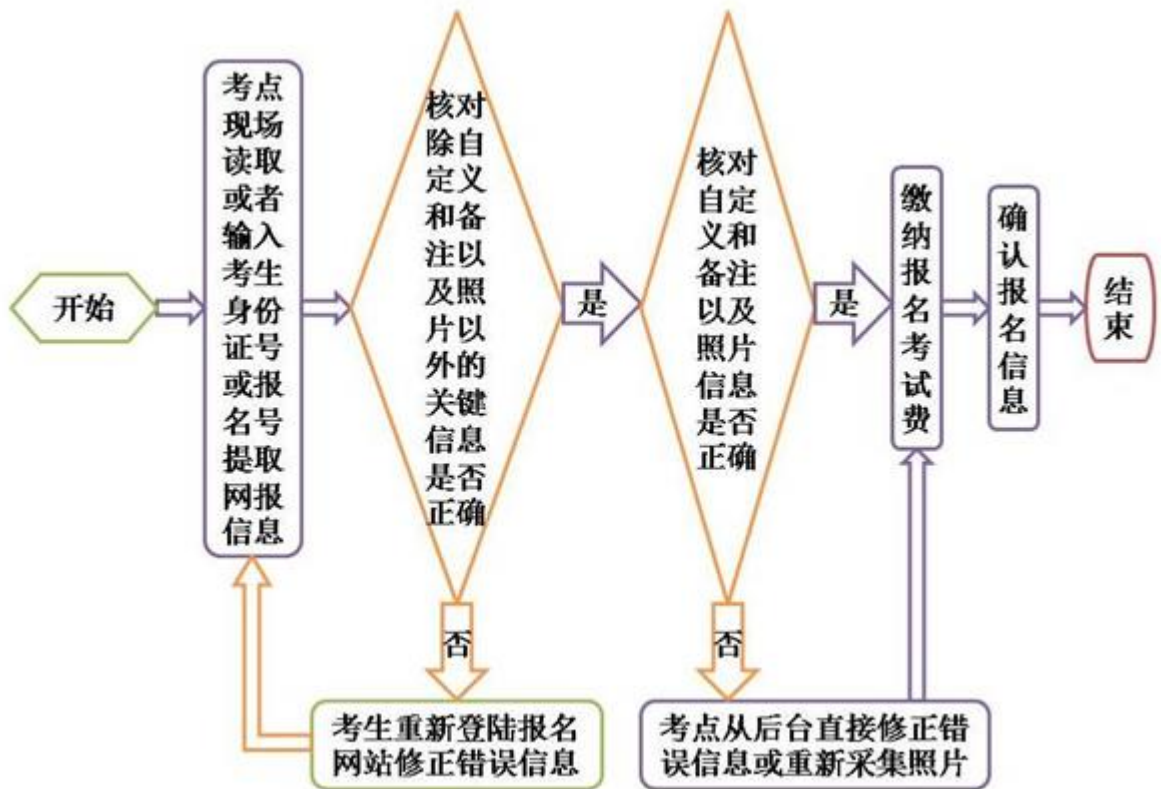 开始
考点
现场
读取
或者
输入
考生
身份
证号
或报
名号
提取
网报
信息
核对
除自
定义
和备
注以
及照
片以
外的
关键
信息
是否
正确
是
否
考生重新登陆报名
网站修正错误信息
核对
自定
义和
备注
以及
照片
信息
是否
正确
是
否
考点从后台直接修正错
误信息或重新采集照片
缴
纳
报
名
考
试
费
确
认
报
名
信
息
结
束